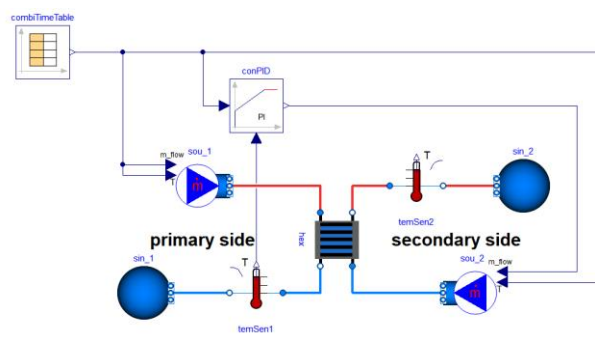 combiTimeTable
conPID
PI
sou_1
m_flow
T
ṁ
T
sin_2
temSen2
hex
primary side
secondary side
sin_1
T
temSen1
sou_2
m_flow
T
ṁ